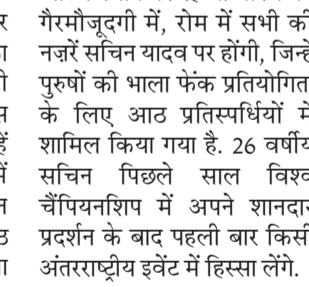 गैरमौजूदगी में, रोम में सभी की
नज़रें सचिन यादव पर होंगी, जिन्हें
पुरुषों की भाला फेंक प्रतियोगित
के लिए आठ प्रतिस्पर्धियों में
शामिल किया गया है. 26 वर्षीय
सचिन पिछले साल विश्व
चैंपियनशिप में अपने शानदार
प्रदर्शन के बाद पहली बार किसी
अंतरराष्ट्रीय इवेंट में हिस्सा लेंगे.